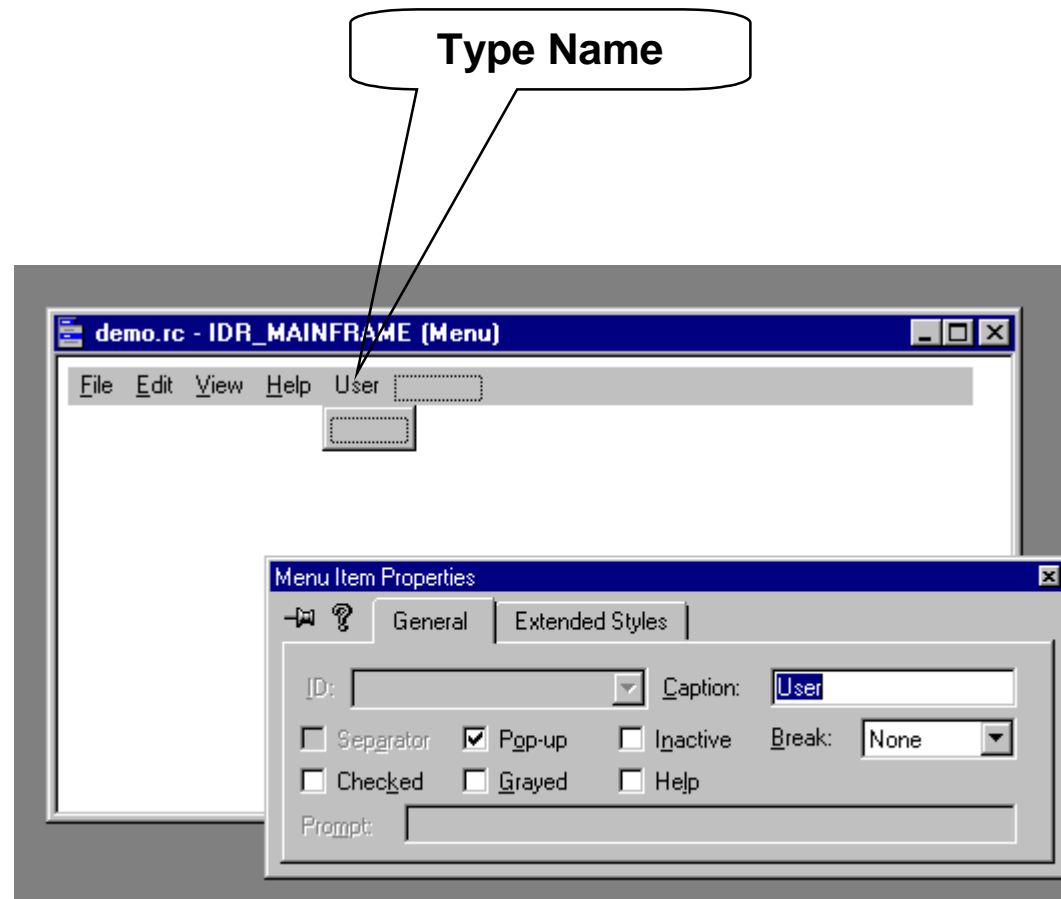 Type Name
demo.rc - IDR_MAINFRAME (Menu)
File Edit View Help User
Menu Item Properties
General Extended Styles
ID: Caption: User
Separator Pop-up Inactive Break: None
Checked Grayed Help
Prompt: